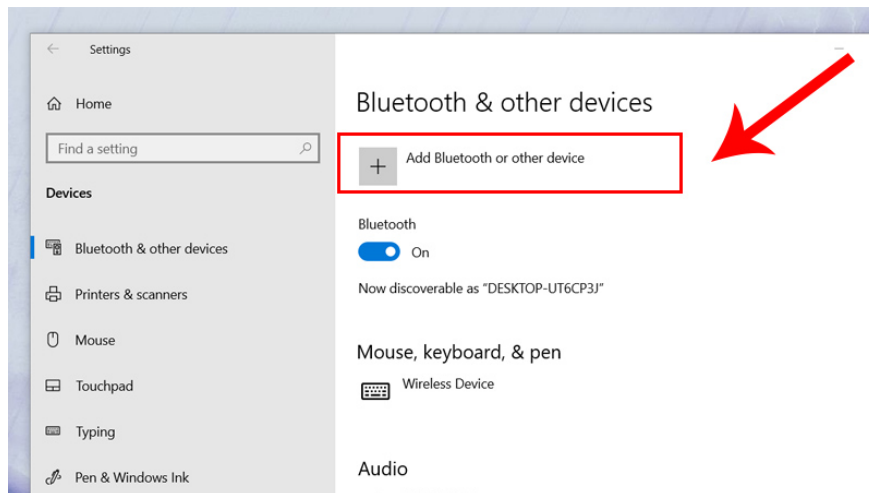 Settings
Home
Find a setting
Devices
Bluetooth & other devices
Printers & scanners
Mouse
Touchpad
Typing
Pen & Windows Ink
Bluetooth & other devices
Add Bluetooth or other device
Bluetooth
On
Now discoverable as “DESKTOP-UT6CP3J”
Mouse, keyboard, & pen
Wireless Device
Audio